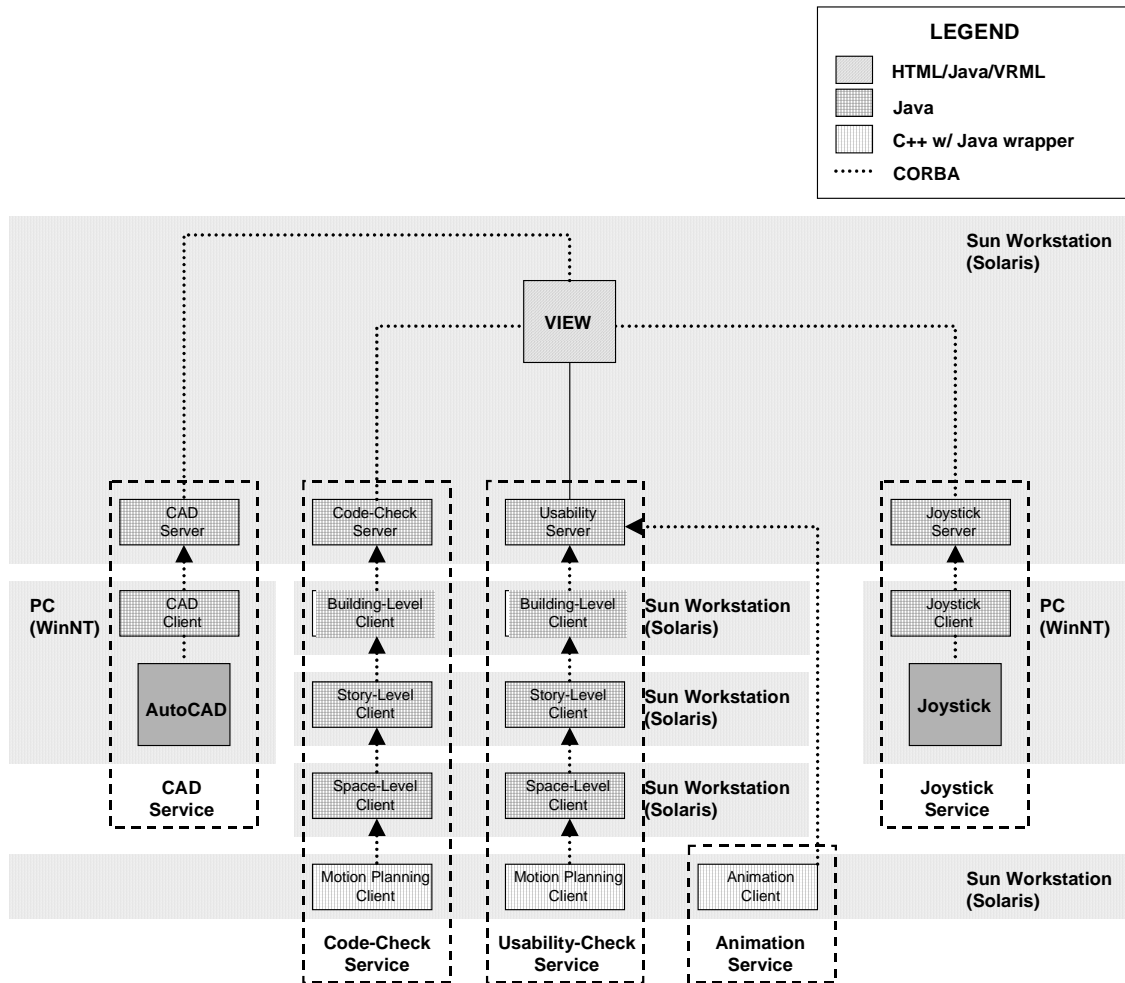 LEGEND
HTML/Java/VRML
Java
C++ w/ Java wrapper
CORBA
Sun Workstation
(Solaris)
VIEW
CAD
Server
Code-Check
Server
Usability
Server
Joystick
Server
PC
(WinNT)
CAD
Client
Building-Level
Client
Building-Level
Client
Sun Workstation
(Solaris)
Joystick
Client
PC
(WinNT)
AutoCAD
Story-Level
Client
Story-Level
Client
Sun Workstation
(Solaris)
Joystick
CAD
Service
Space-Level
Client
Space-Level
Client
Sun Workstation
(Solaris)
Joystick
Service
Motion Planning
Client
Motion Planning
Client
Animation
Client
Sun Workstation
(Solaris)
Code-Check
Service
Usability-Check
Service
Animation
Service